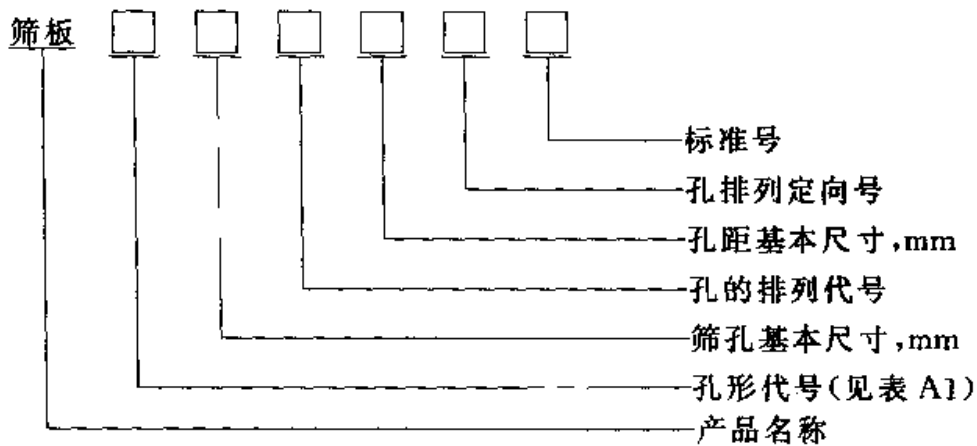 筛板 □ □ □ □ □ □
标准号
孔排列定向号
孔距基本尺寸,mm
孔的排列代号
筛孔基本尺寸,mm
孔形代号(见表 A1)
产品名称